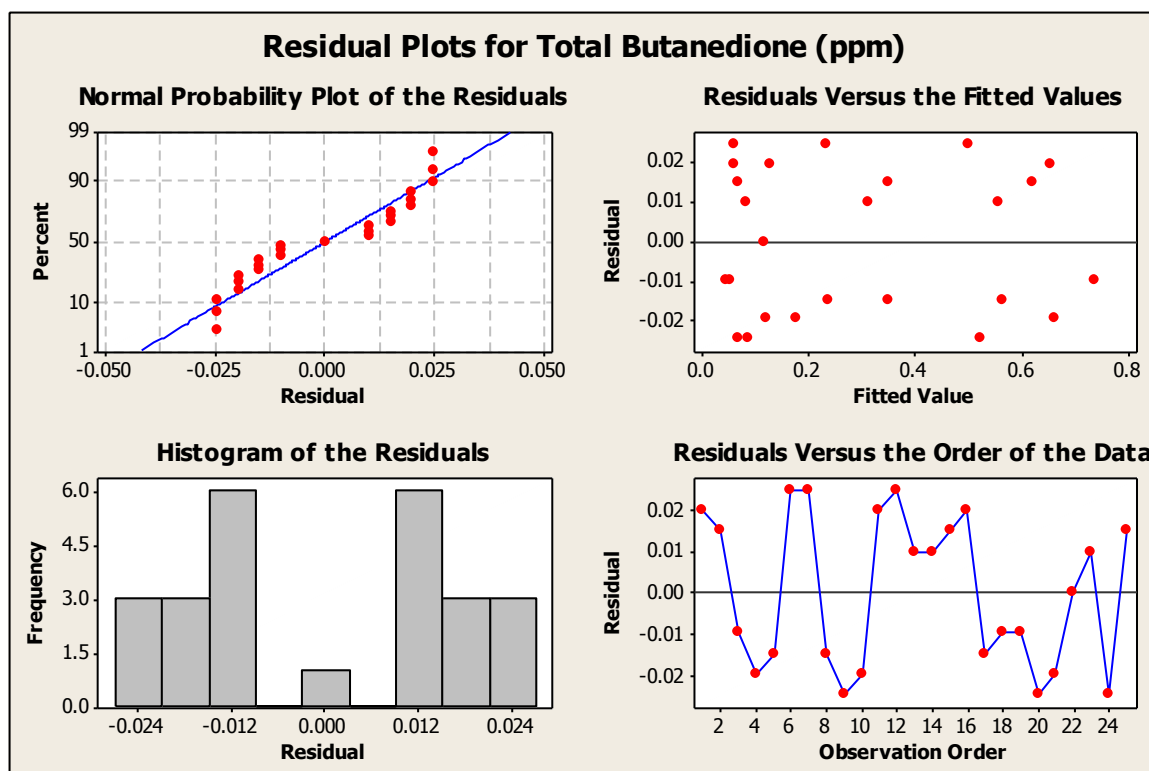 Residual Plots for Total Butanedione (ppm)
Normal Probability Plot of the Residuals
99
90
50
10
1
Percent
-0.050 -0.025 0.000 0.025 0.050
Residual
Residuals Versus the Fitted Values
0.02
0.01
0.00
-0.01
-0.02
Residual
0.0 0.2 0.4 0.6 0.8
Fitted Value
Histogram of the Residuals
6.0
4.5
3.0
1.5
0.0
Frequency
-0.024 -0.012 0.000 0.012 0.024
Residual
Residuals Versus the Order of the Data
0.02
0.01
0.00
-0.01
-0.02
Residual
2 4 6 8 10 12 14 16 18 20 22 24
Observation Order